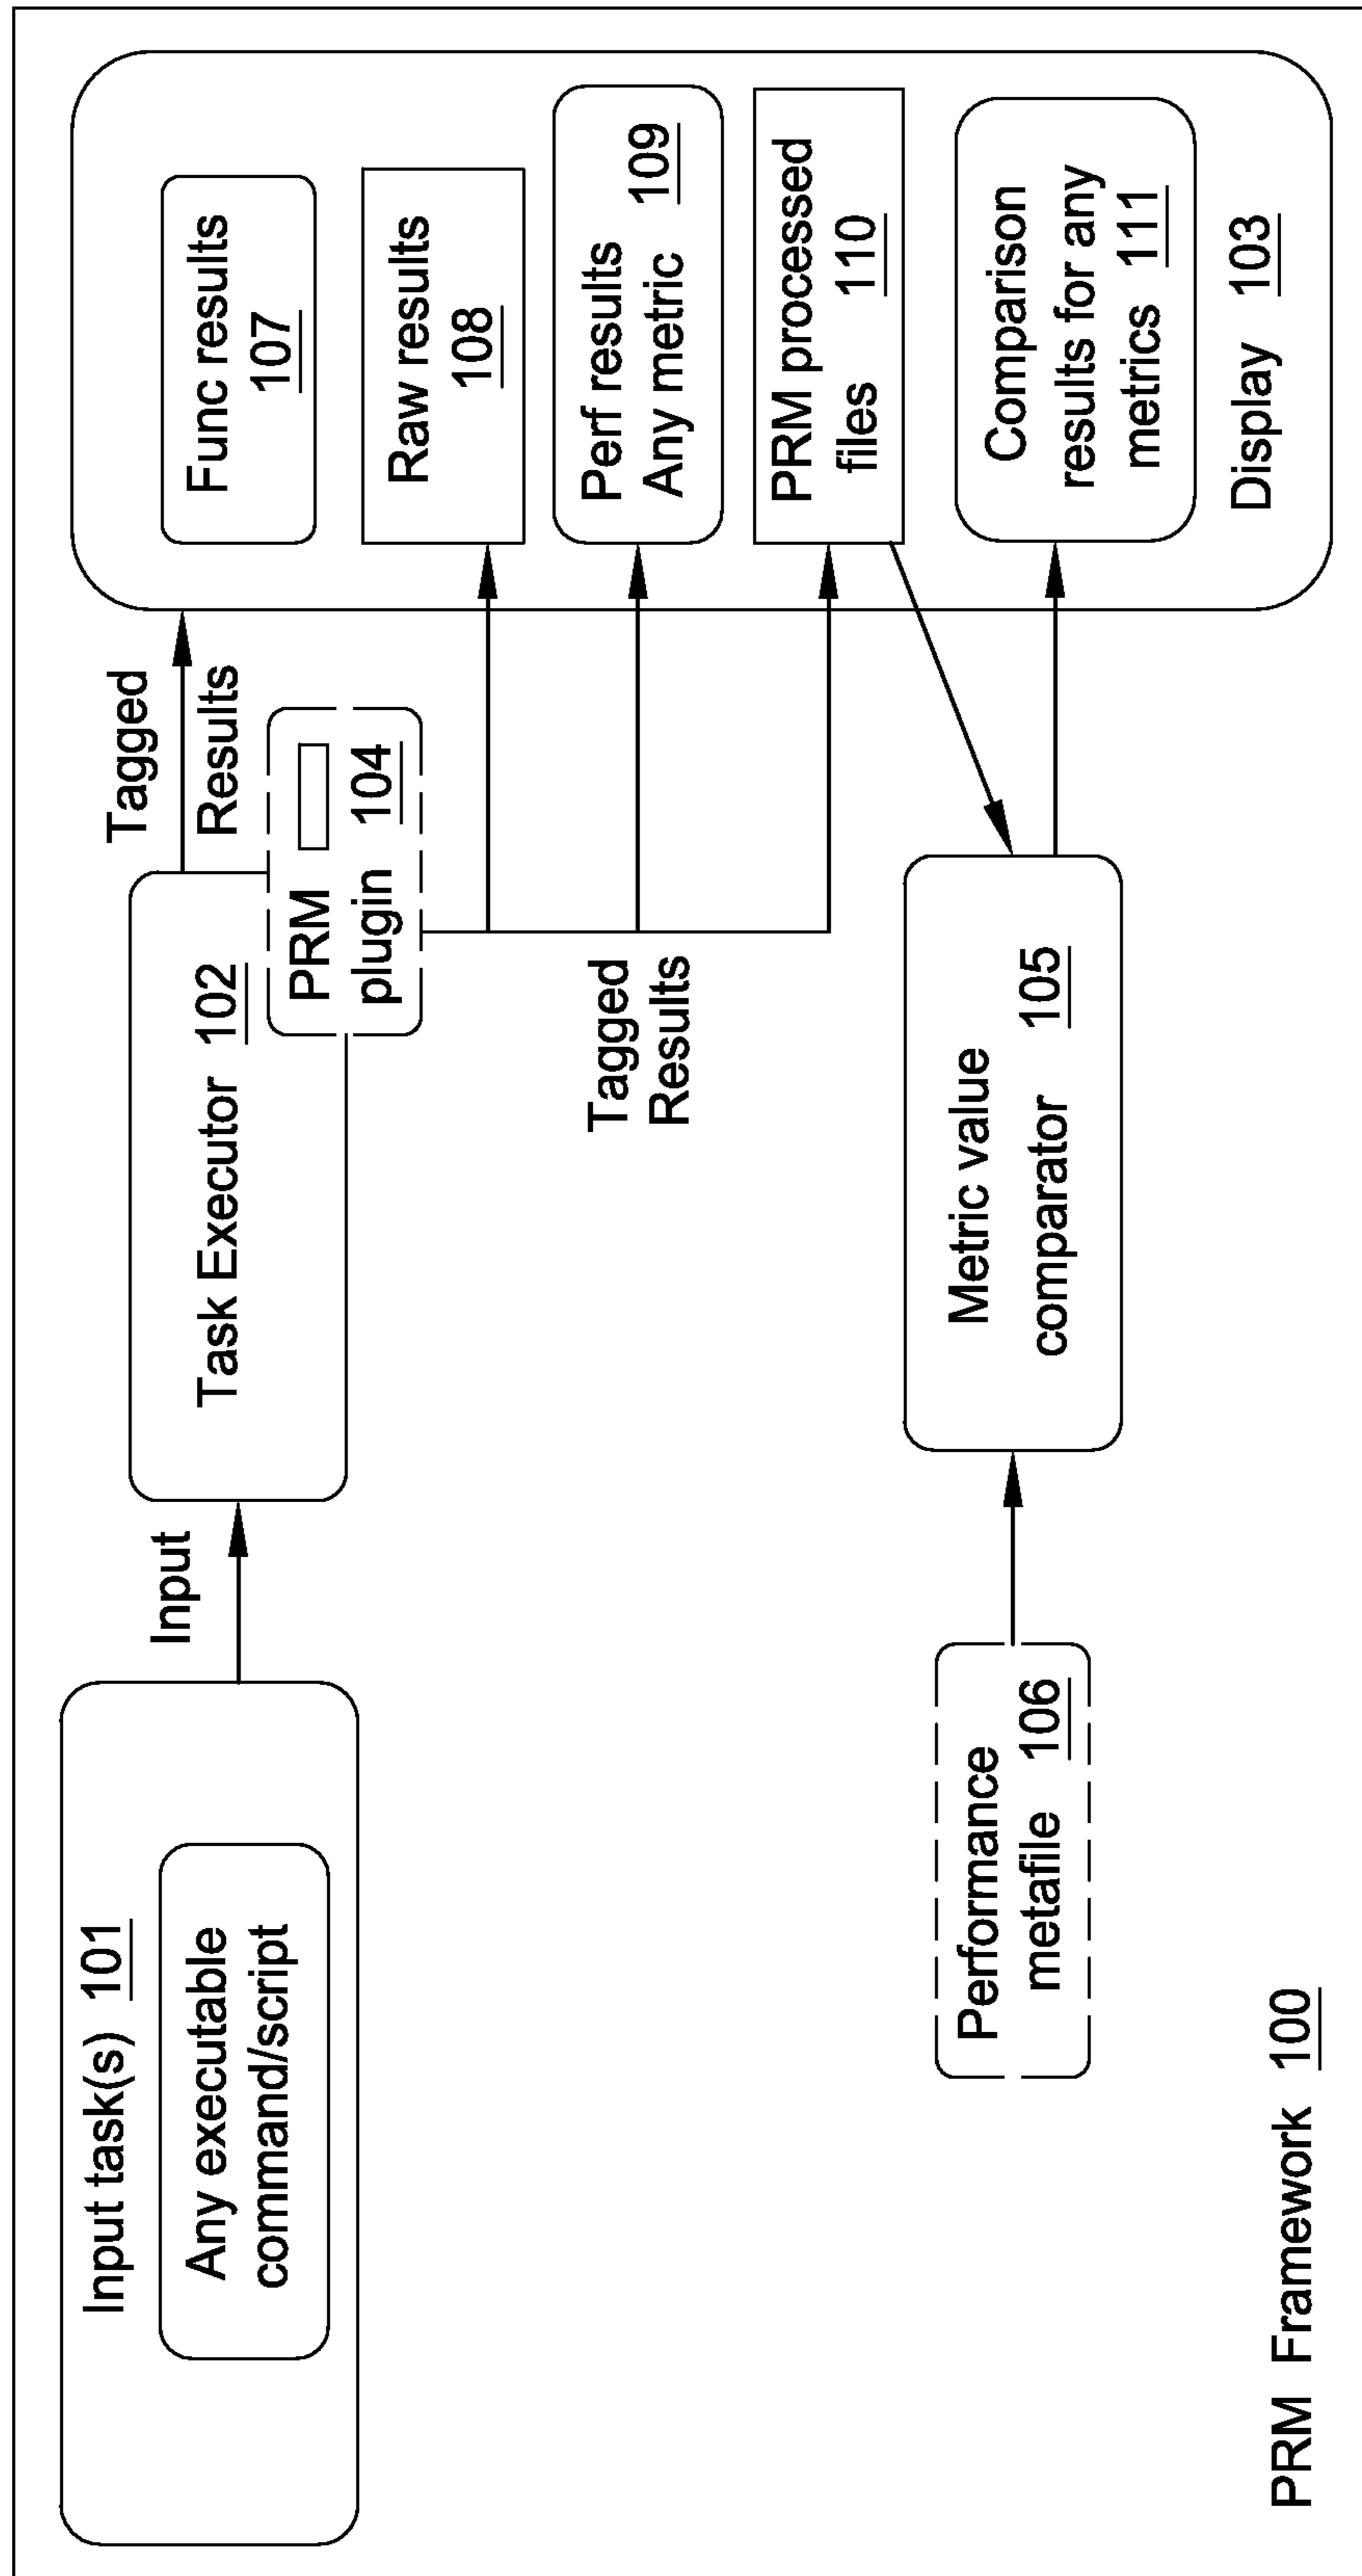 Input task(s) 101
Any executable
command/script
Input
Task Executor 102
PRM
plugin 104
Tagged
Results
Tagged
Results
Func results
107
Raw results
108
Perf results
Any metric 109
PRM processed
files 110
Comparison
results for any
metrics 111
Display 103
Performance
metafile 106
Metric value
comparator 105
PRM Framework 100